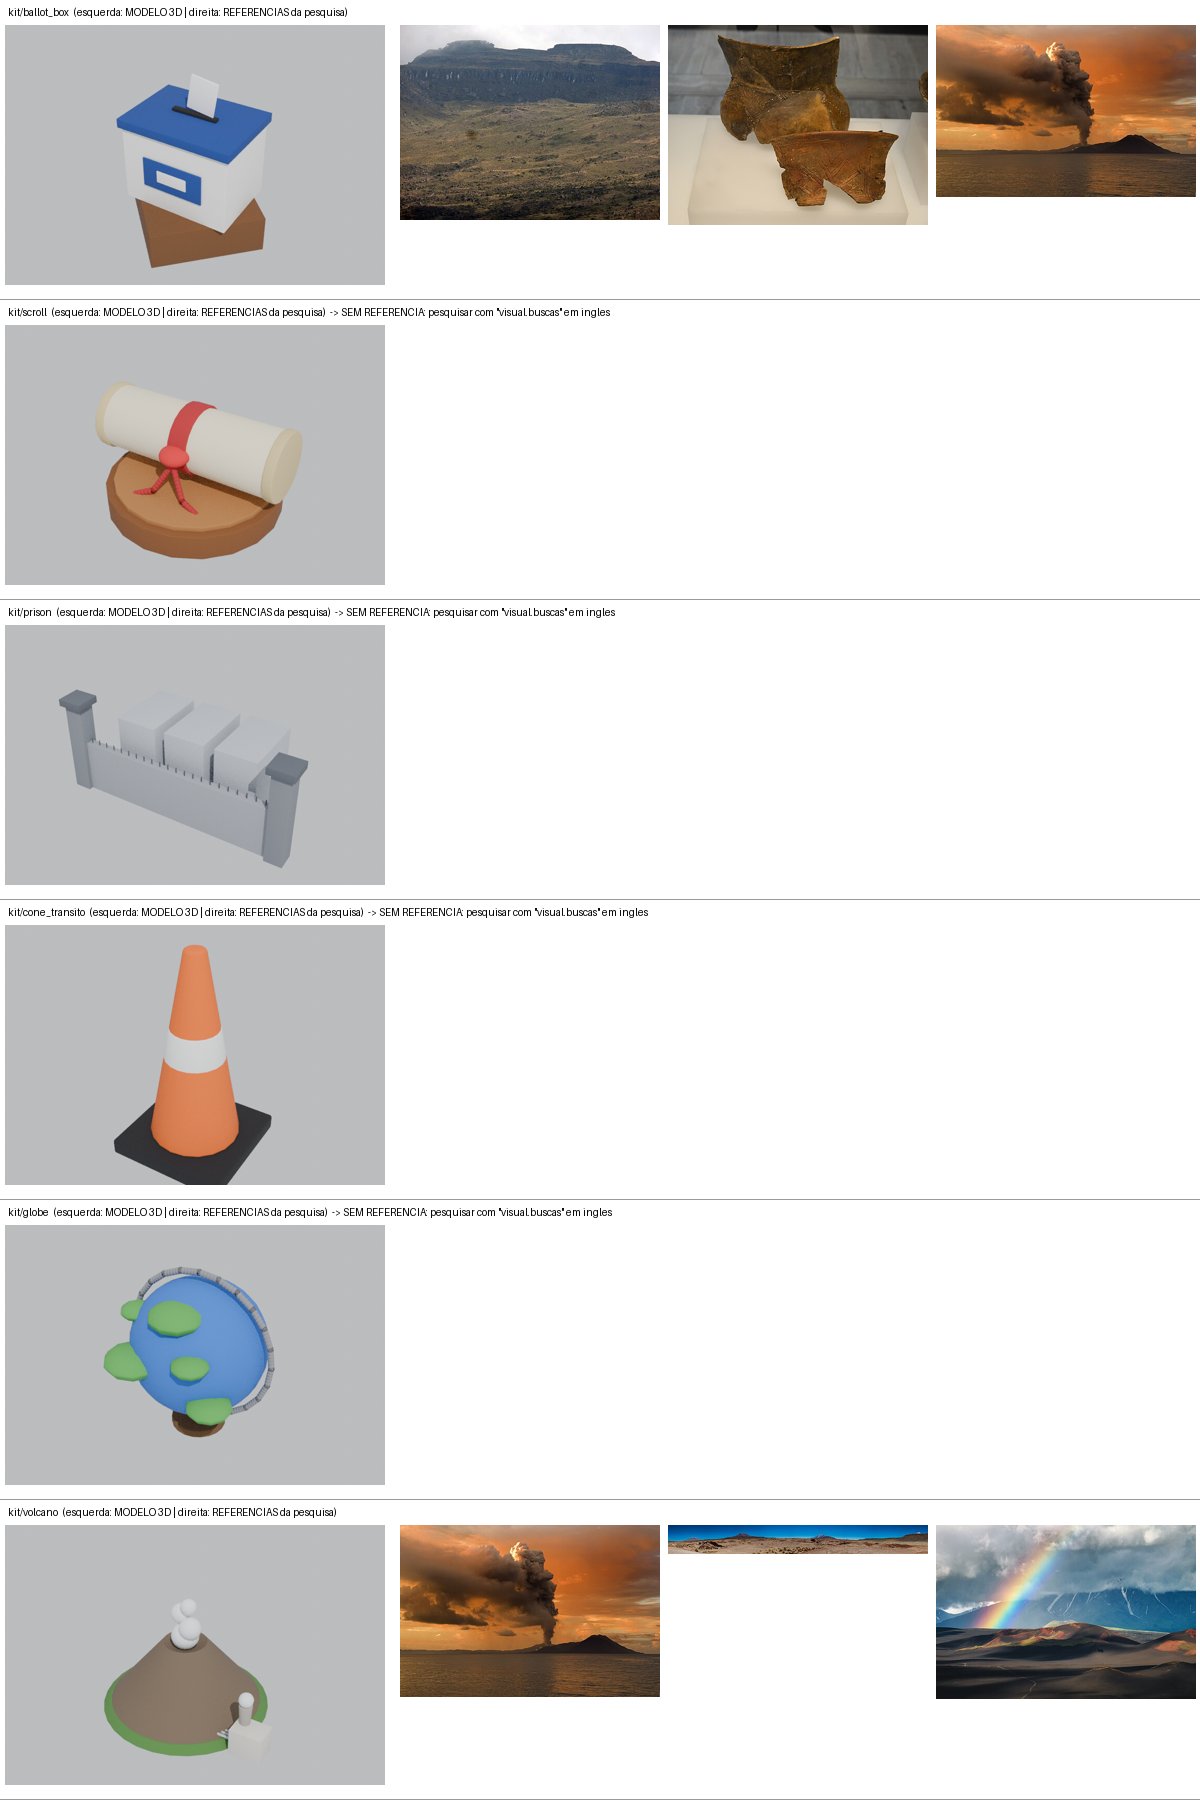 kit/ballot_box (esquerda: MODELO 3D | direita: REFERENCIAS da pesquisa)
kit/scroll (esquerda: MODELO 3D | direita: REFERENCIAS da pesquisa) -> SEM REFERENCIA: pesquisar com "visual.buscas" em ingles
kit/prison (esquerda: MODELO 3D | direita: REFERENCIAS da pesquisa) -> SEM REFERENCIA: pesquisar com "visual.buscas" em ingles
kit/cone_transito (esquerda: MODELO 3D | direita: REFERENCIAS da pesquisa) -> SEM REFERENCIA: pesquisar com "visual.buscas" em ingles
kit/globe (esquerda: MODELO 3D | direita: REFERENCIAS da pesquisa) -> SEM REFERENCIA: pesquisar com "visual.buscas" em ingles
kit/volcano (esquerda: MODELO 3D | direita: REFERENCIAS da pesquisa)